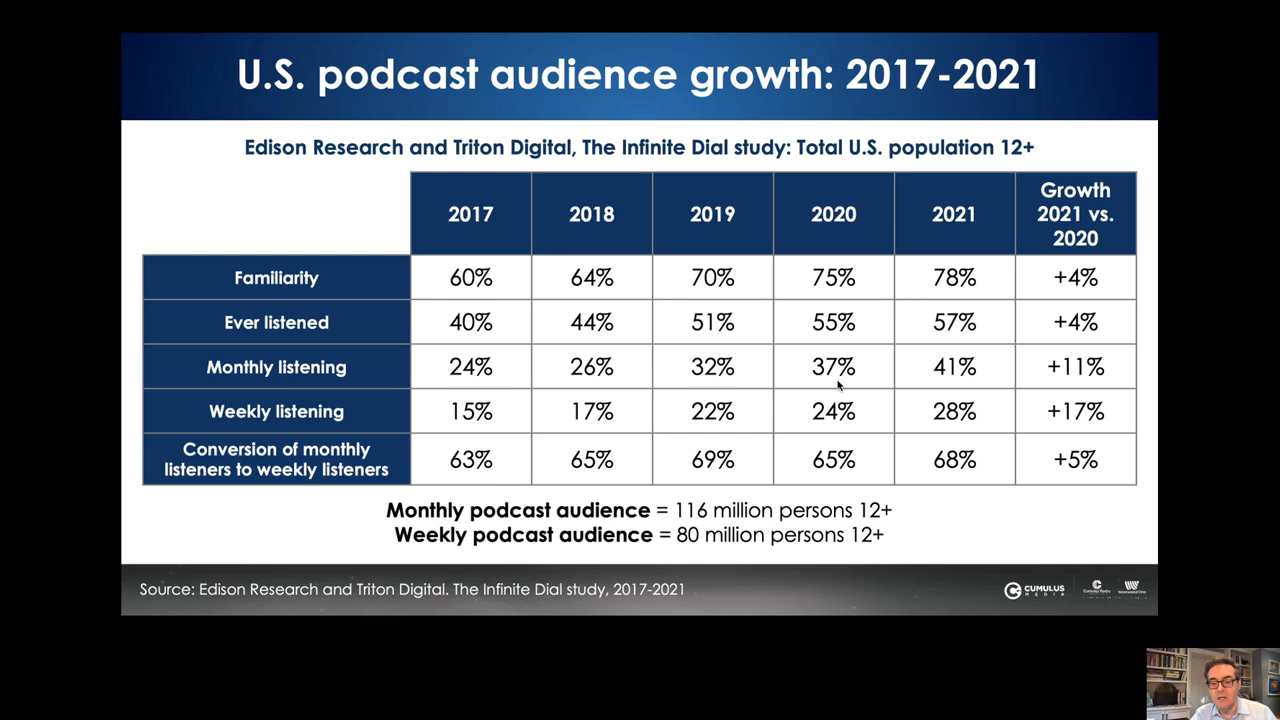 U.S. podcast audience growth: 2017-2021
Edison Research and Triton Digital, The Infinite Dial study: Total U.S. population 12+
2017 2018 2019 2020 2021 Growth 2021 vs. 2020
Familiarity 60% 64% 70% 75% 78% +4%
Ever listened 40% 44% 51% 55% 57% +4%
Monthly listening 24% 26% 32% 37% 41% +11%
Weekly listening 15% 17% 22% 24% 28% +17%
Conversion of monthly listeners to weekly listeners 63% 65% 69% 65% 68% +5%
Monthly podcast audience = 116 million persons 12+
Weekly podcast audience = 80 million persons 12+
Source: Edison Research and Triton Digital. The Infinite Dial study, 2017-2021
CUMULUS
MEDIA